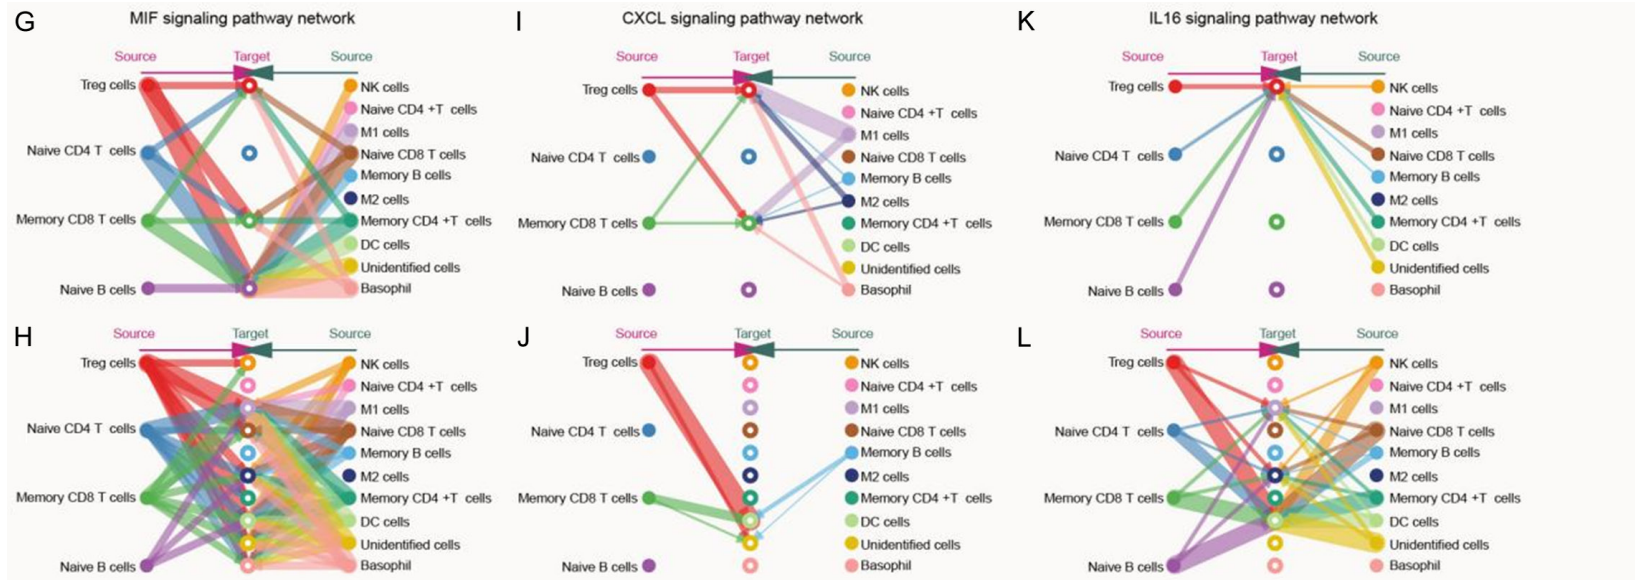 G MIF signaling pathway network
Source Target Source
Treg cells
Naive CD4 T cells
Memory CD8 T cells
Naive B cells
NK cells
Naive CD4 +T cells
M1 cells
Naive CD8 T cells
Memory B cells
M2 cells
Memory CD4 +T cells
DC cells
Unidentified cells
Basophil
I CXCL signaling pathway network
Source Target Source
Treg cells
Naive CD4 T cells
Memory CD8 T cells
Naive B cells
NK cells
Naive CD4 +T cells
M1 cells
Naive CD8 T cells
Memory B cells
M2 cells
Memory CD4 +T cells
DC cells
Unidentified cells
Basophil
K IL16 signaling pathway network
Source Target Source
Treg cells
Naive CD4 T cells
Memory CD8 T cells
Naive B cells
NK cells
Naive CD4 +T cells
M1 cells
Naive CD8 T cells
Memory B cells
M2 cells
Memory CD4 +T cells
DC cells
Unidentified cells
Basophil
H
Source Target Source
Treg cells
Naive CD4 T cells
Memory CD8 T cells
Naive B cells
NK cells
Naive CD4 +T cells
M1 cells
Naive CD8 T cells
Memory B cells
M2 cells
Memory CD4 +T cells
DC cells
Unidentified cells
Basophil
J
Source Target Source
Treg cells
Naive CD4 T cells
Memory CD8 T cells
Naive B cells
NK cells
Naive CD4 +T cells
M1 cells
Naive CD8 T cells
Memory B cells
M2 cells
Memory CD4 +T cells
DC cells
Unidentified cells
Basophil
L
Source Target Source
Treg cells
Naive CD4 T cells
Memory CD8 T cells
Naive B cells
NK cells
Naive CD4 +T cells
M1 cells
Naive CD8 T cells
Memory B cells
M2 cells
Memory CD4 +T cells
DC cells
Unidentified cells
Basophil